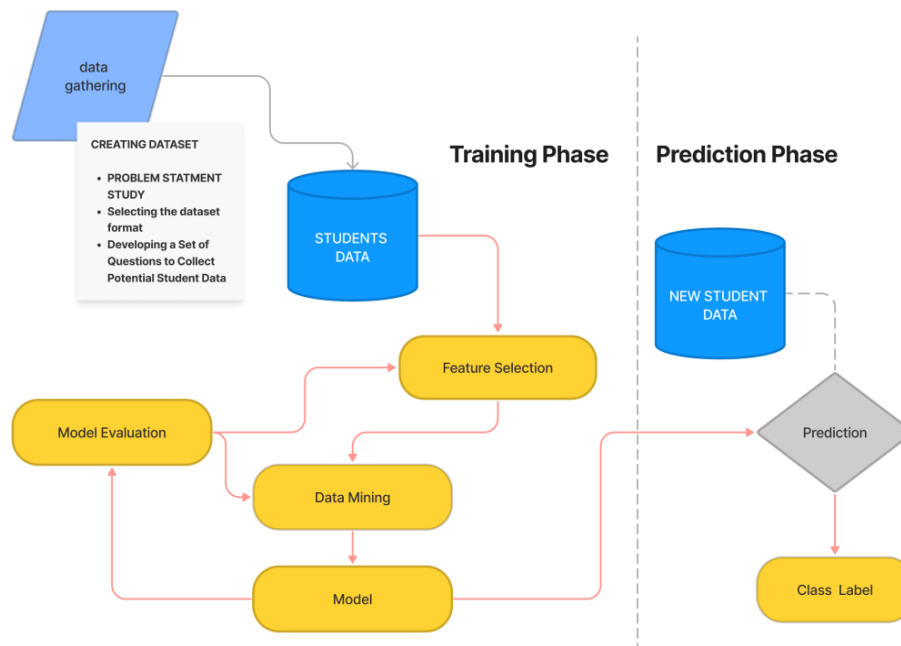 data
gathering
CREATING DATASET
• PROBLEM STATMENT
STUDY
• Selecting the dataset
format
• Developing a Set of
Questions to Collect
Potential Student Data
Training Phase
Prediction Phase
STUDENTS
DATA
NEW STUDENT
DATA
Feature Selection
Model Evaluation
Prediction
Data Mining
Model
Class Label